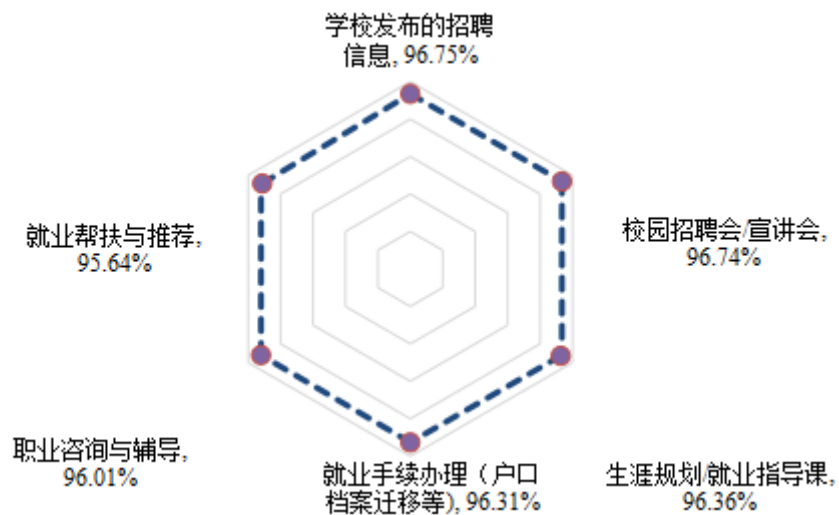 学校发布的招聘
信息, 96.75%
就业帮扶与推荐,
95.64%
校园招聘会/宣讲会,
96.74%
职业咨询与辅导,
96.01%
就业手续办理（户口
档案迁移等), 96.31%
生涯规划/就业指导课,
96.36%